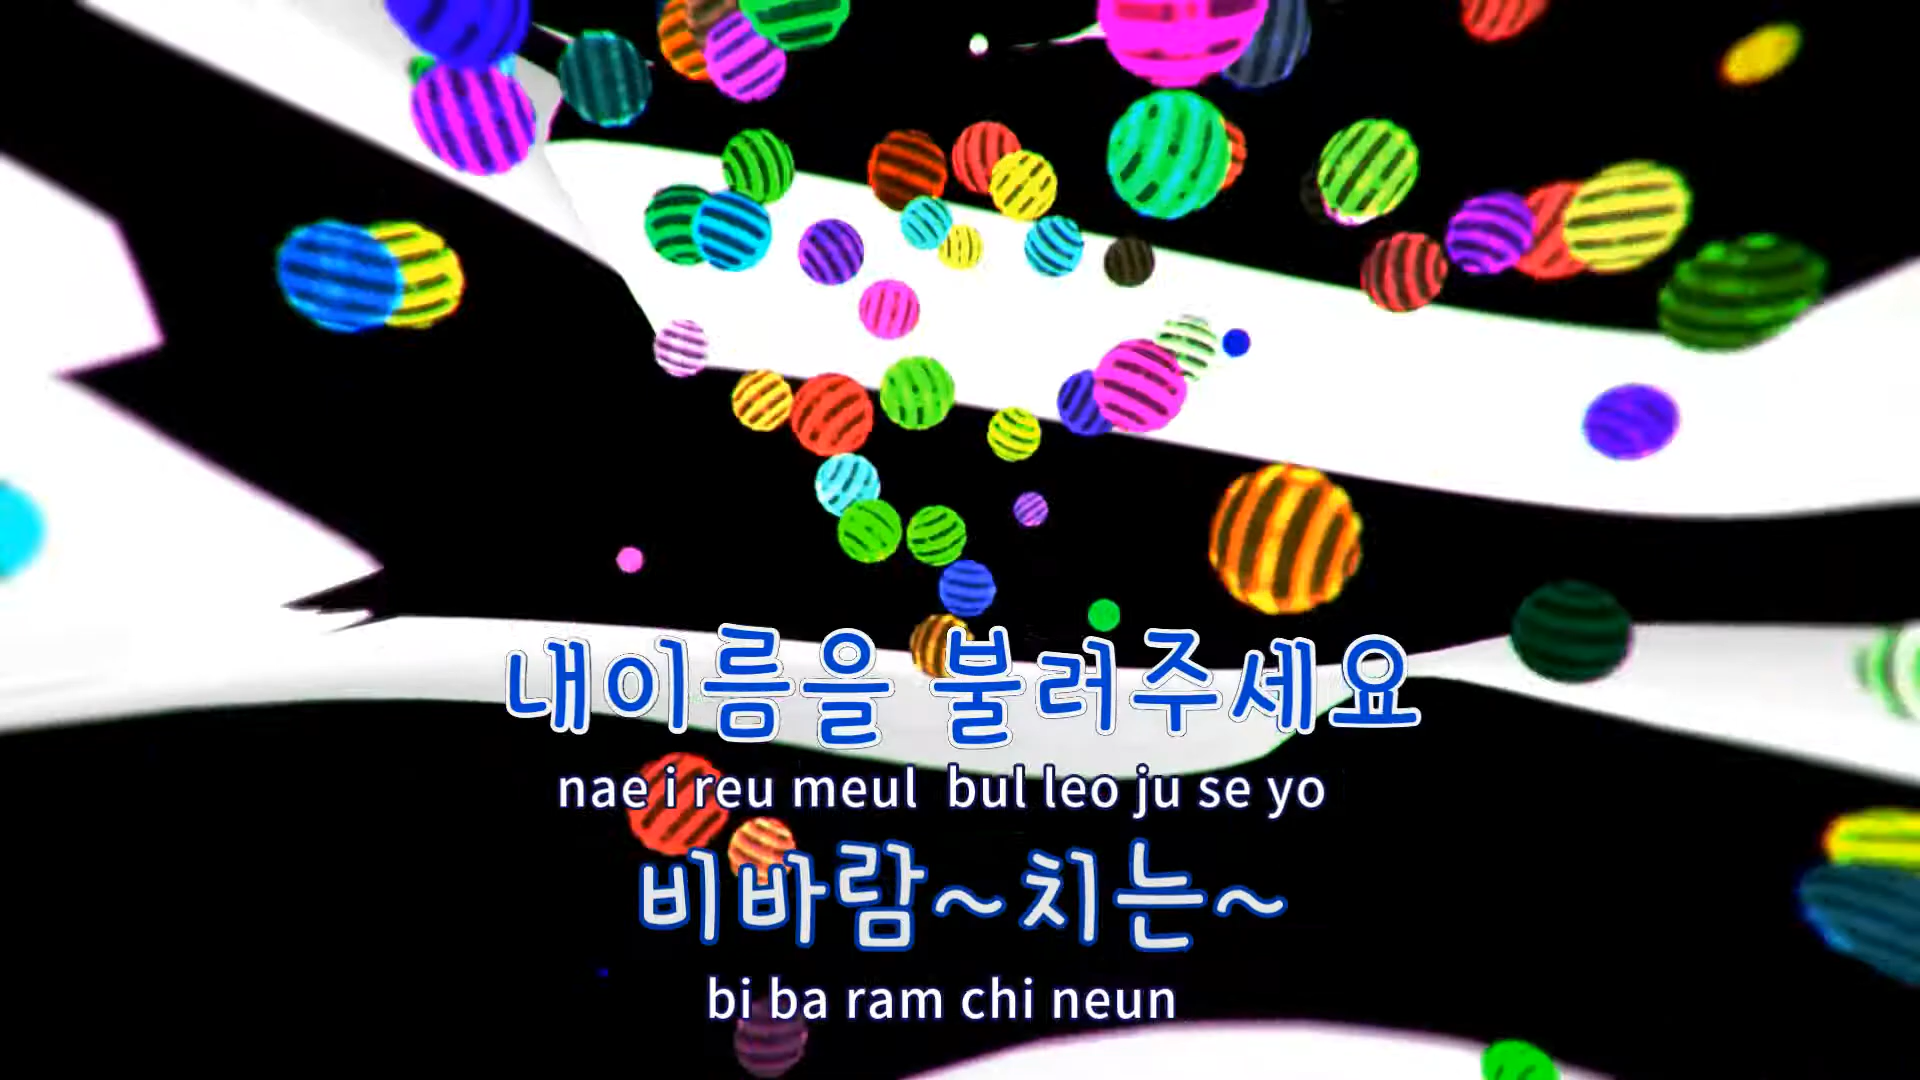 내이름을 불러주세요
nae i reu meul bul leo ju se yo
비바람~치는~
bi ba ram chi neun